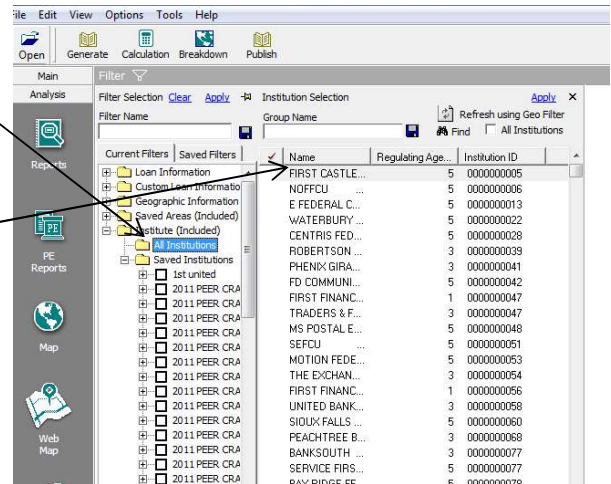 File Edit View Options Tools Help
Open Generate Calculation Breakdown Publish
Main
Analysis
Reports
PE
PE
Reports
Map
Web
Map
Filter
Filter Selection Clear Apply
Filter Name
Current Filters Saved Filters
Loan Information
Custom Loan Informatio
Geographic Information
Saved Areas (Included)
Institute (Included)
All Institutions
Saved Institutions
1st united
2011 PEER CRA
2011 PEER CRA
2011 PEER CRA
2011 PEER CRA
2011 PEER CRA
2011 PEER CRA
2011 PEER CRA
2011 PEER CRA
2011 PEER CRA
2011 PEER CRA
2011 PEER CRA
2011 PEER CRA
2011 PEER CRA
Institution Selection Apply
Group Name Refresh using Geo Filter
Find All Institutions
Name Regulating Age... Institution ID
FIRST CASTLE... 5 0000000005
NOFFCU ... 5 0000000006
E FEDERAL C... 5 0000000013
WATERBURY ... 5 0000000022
CENTRIS FED... 5 0000000028
ROBERTSON ... 3 0000000039
PHENIX GIRA... 3 0000000041
FD COMMUNI... 5 0000000042
FIRST FINANC... 1 0000000047
TRADERS & F... 3 0000000047
MS POSTAL E... 5 0000000048
SEFCU ... 5 0000000051
MOTION FEDE... 5 0000000053
THE EXCHAN... 3 0000000054
FIRST FINANC... 1 0000000056
UNITED BANK... 3 0000000058
SIOUX FALLS ... 5 0000000060
PEACHTREE B... 3 0000000068
BANKSOUTH ... 3 0000000077
SERVICE FIRS... 5 0000000077
BAY RIDGE FE... 5 0000000078